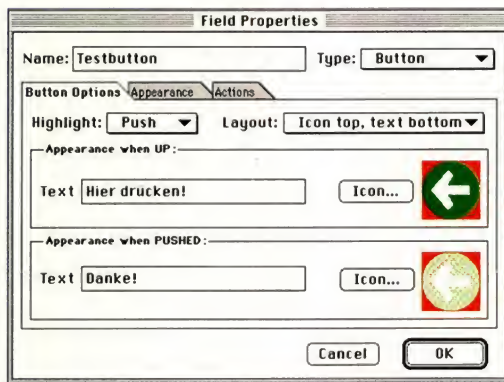 Field Properties
Name: Testbutton Type: Button
Button Options Appearance Actions
Highlight: Push Layout: Icon top, text bottom
Appearance when UP:
Text Hier drucken! Icon...
Appearance when PUSHED:
Text Danke! Icon...
Cancel OK